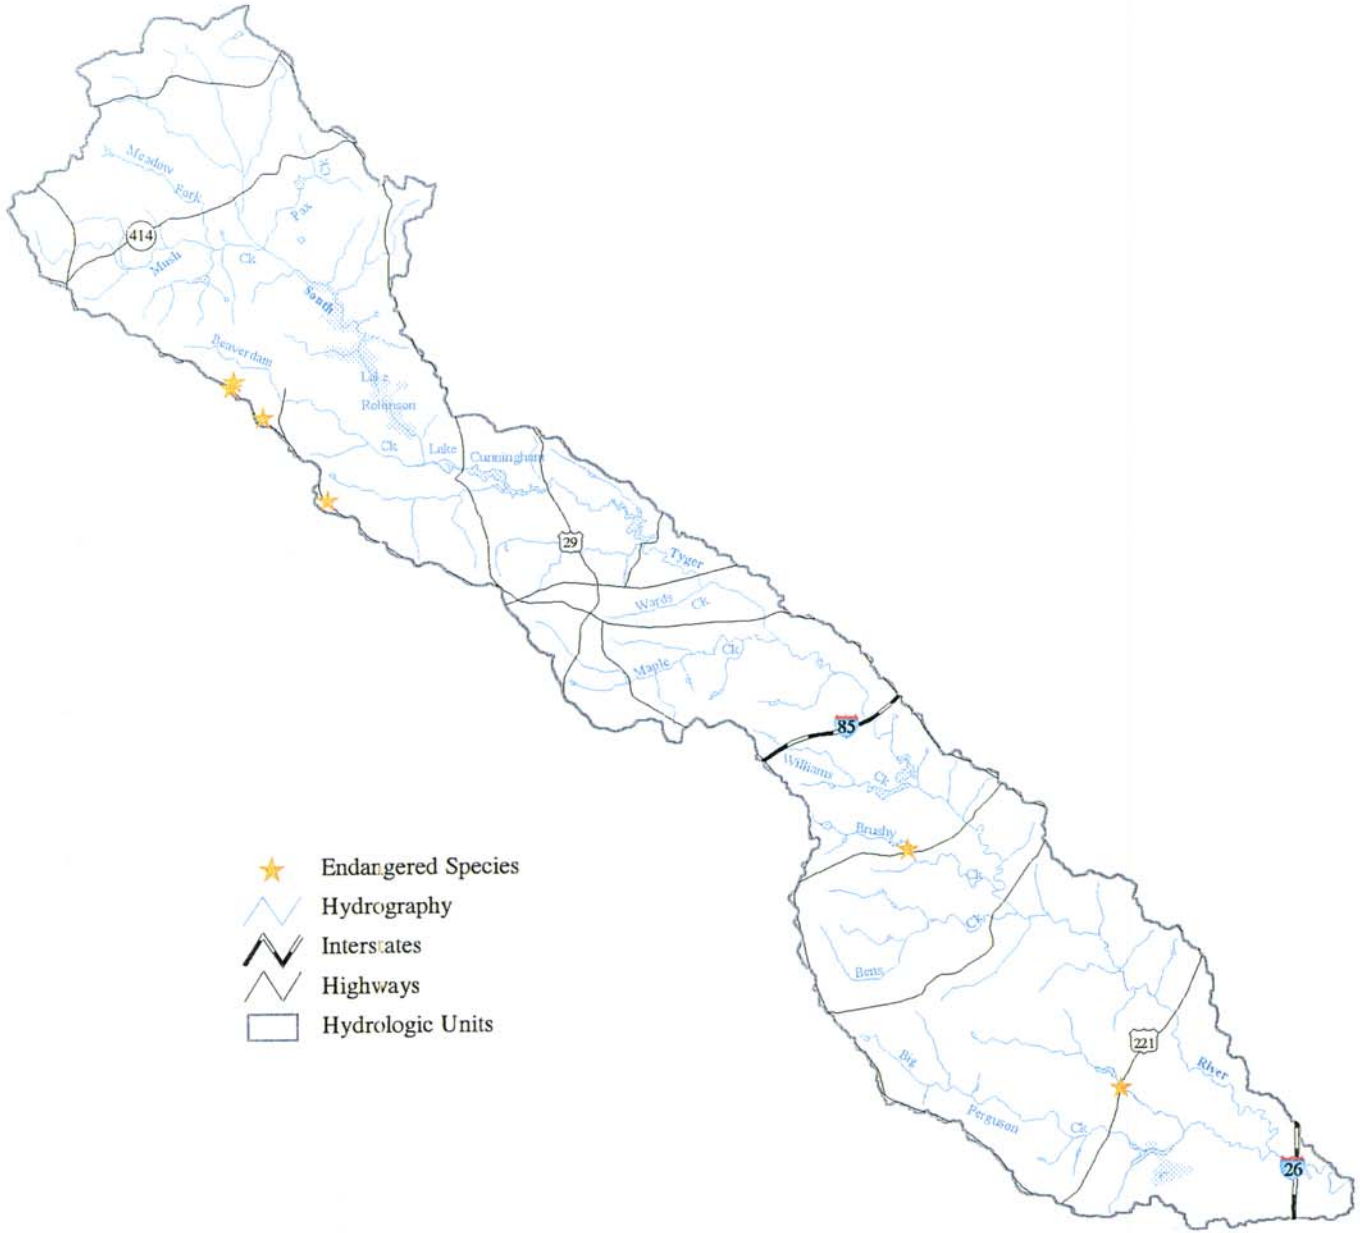 Meadow
Fork
Ck
Pax
414
Mush
Ck
South
Beaverdam
Lake
Robinson
Ck
Lake
Cunningham
29
Tyger
Wards
Ck
Maple
Ck
85
Williams
Ck
Brushy
Ck
Ck
Bens
221
Big
River
Ferguson
Ck
26
Endangered Species
Hydrography
Interstates
Highways
Hydrologic Units